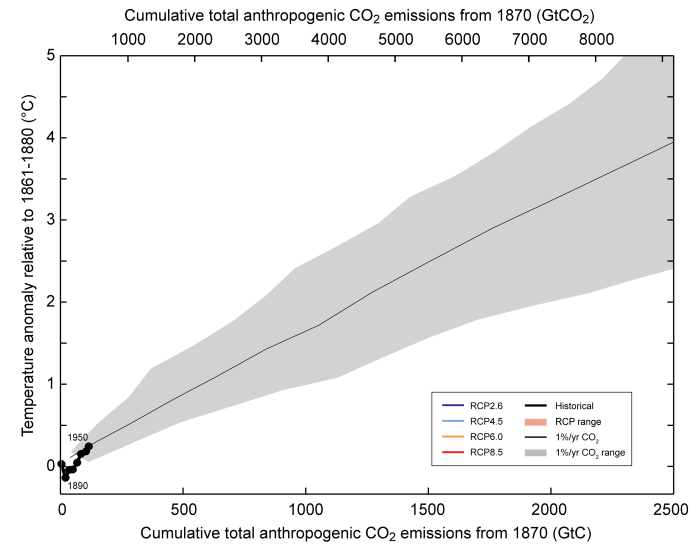 Cumulative total anthropogenic CO2 emissions from 1870 (GtCO2)
1000 2000 3000 4000 5000 6000 7000 8000
5
4
3
2
1
0
Temperature anomaly relative to 1861-1880 (°C)
1950
1890
RCP2.6 Historical
RCP4.5 RCP range
RCP6.0 1%/yr CO2
RCP8.5 1%/yr CO2 range
0 500 1000 1500 2000 2500
Cumulative total anthropogenic CO2 emissions from 1870 (GtC)